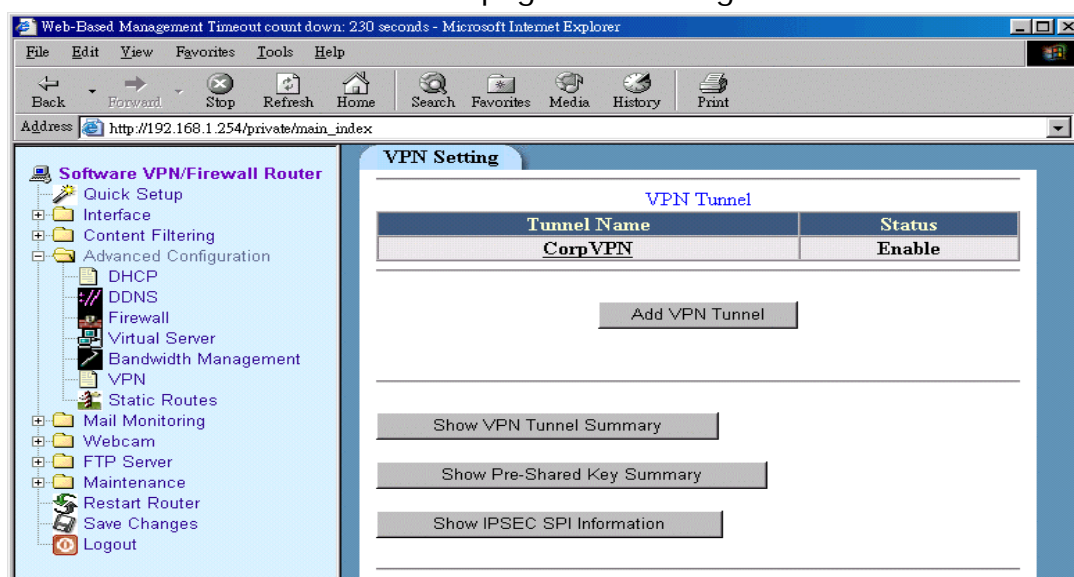 Web-Based Management Timeout count down: 230 seconds - Microsoft Internet Explorer
File Edit View Favorites Tools Help
Back Forward Stop Refresh Home Search Favorites Media History Print
Address http://192.168.1.254/private/main_index
Software VPN/Firewall Router
Quick Setup
Interface
Content Filtering
Advanced Configuration
DHCP
DDNS
Firewall
Virtual Server
Bandwidth Management
VPN
Static Routes
Mail Monitoring
Webcam
FTP Server
Maintenance
Restart Router
Save Changes
Logout
VPN Setting
VPN Tunnel
Tunnel Name Status
CorpVPN Enable
Add VPN Tunnel
Show VPN Tunnel Summary
Show Pre-Shared Key Summary
Show IPSEC SPI Information